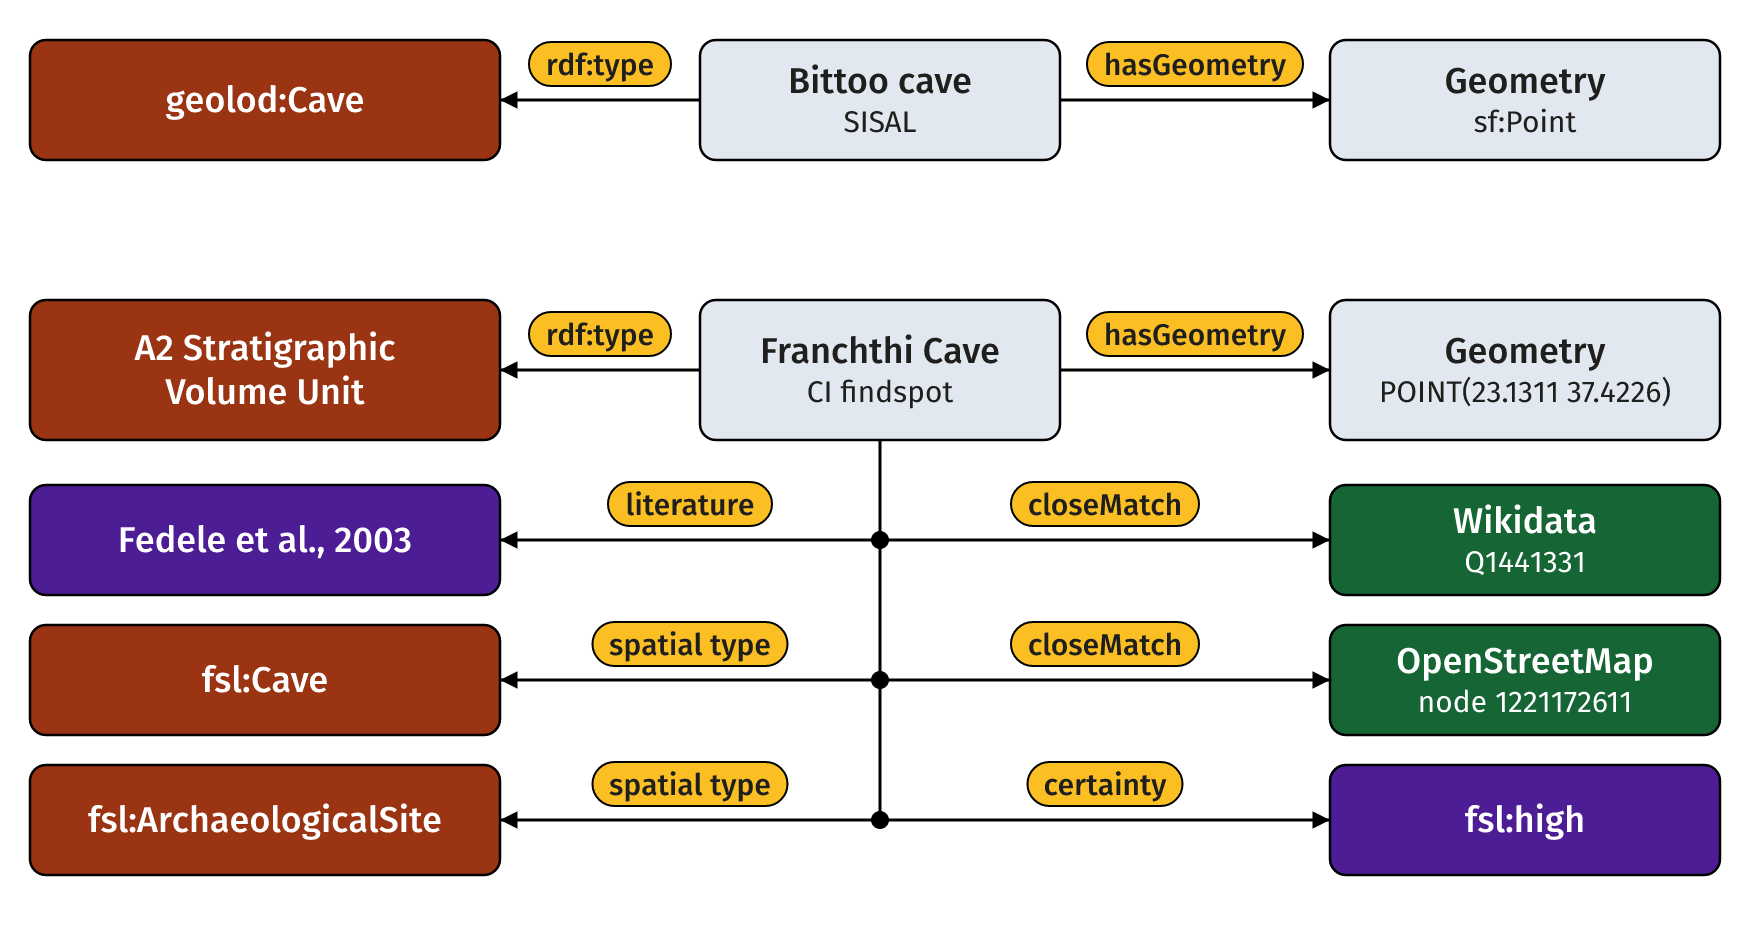 geolod:Cave
rdf:type
Bittoo cave
SISAL
hasGeometry
Geometry
sf:Point
A2 Stratigraphic
Volume Unit
rdf:type
Franchthi Cave
CI findspot
hasGeometry
Geometry
POINT(23.1311 37.4226)
Fedele et al., 2003
literature
closeMatch
Wikidata
Q1441331
fsl:Cave
spatial type
closeMatch
OpenStreetMap
node 1221172611
fsl:ArchaeologicalSite
spatial type
certainty
fsl:high